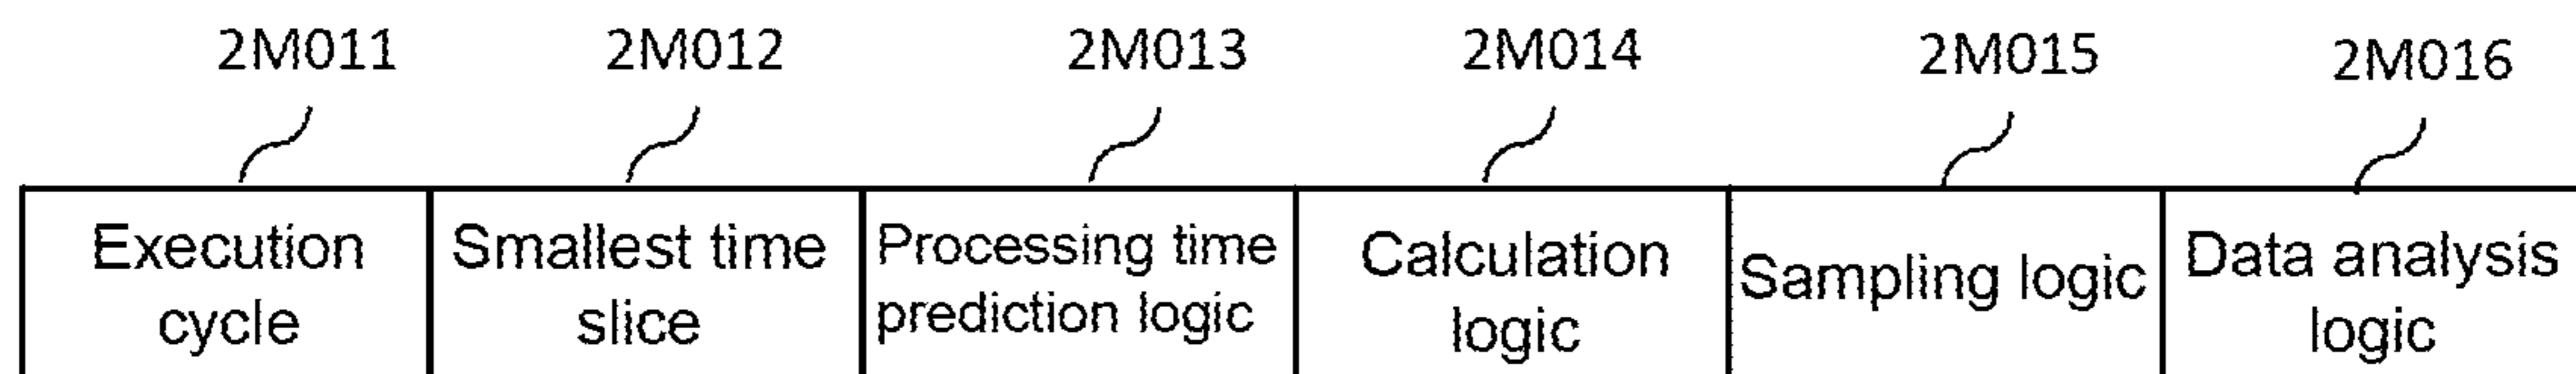 2M011 2M012 2M013 2M014 2M015 2M016
Execution cycle
Smallest time slice
Processing time prediction logic
Calculation logic
Sampling logic
Data analysis logic